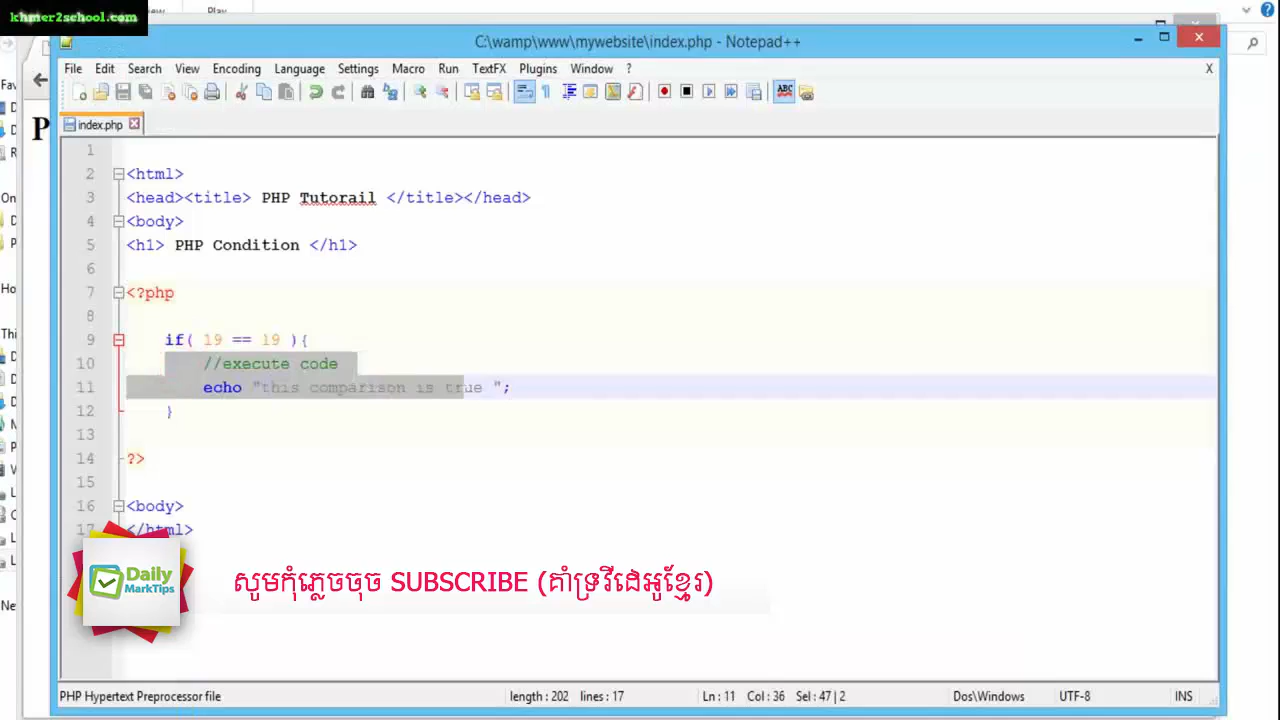 khmer2school.com
View
Play
C:\wamp\www\mywebsite\index.php - Notepad++
File Edit Search View Encoding Language Settings Macro Run TextFX Plugins Window ? X
index.php
1
2 <html>
3 <head><title> PHP Tutorail </title></head>
4 <body>
5 <h1> PHP Condition </h1>
6
7 <?php
8
9 if( 19 == 19 ){
10 //execute code
11 echo "this comparison is true ";
12 }
13
14 ?>
15
16 <body>
17 </html>
Daily
MarkTips
សូមកុំភ្លេចចុច SUBSCRIBE (គាំទ្រវីដេអូខ្មែរ)
PHP Hypertext Preprocessor file length : 202 lines : 17 Ln : 11 Col : 36 Sel : 47 | 2 Dos\Windows UTF-8 INS